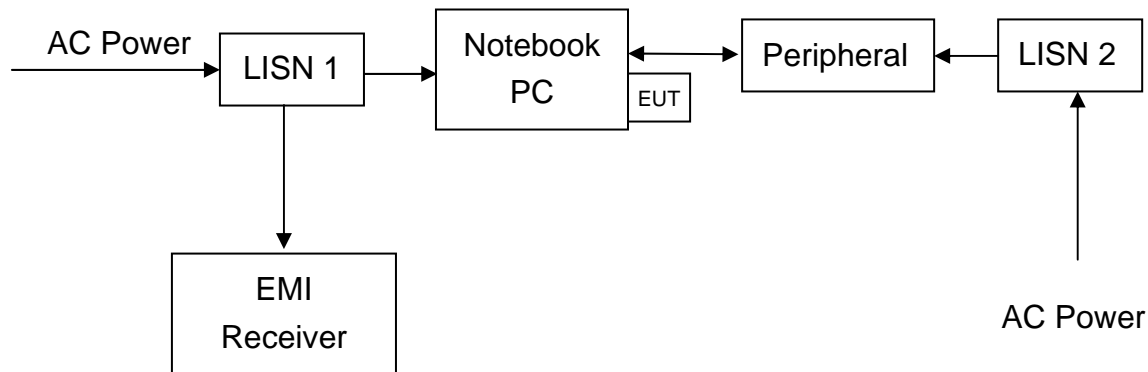 AC Power
LISN 1
Notebook
PC
EUT
Peripheral
LISN 2
EMI
Receiver
AC Power